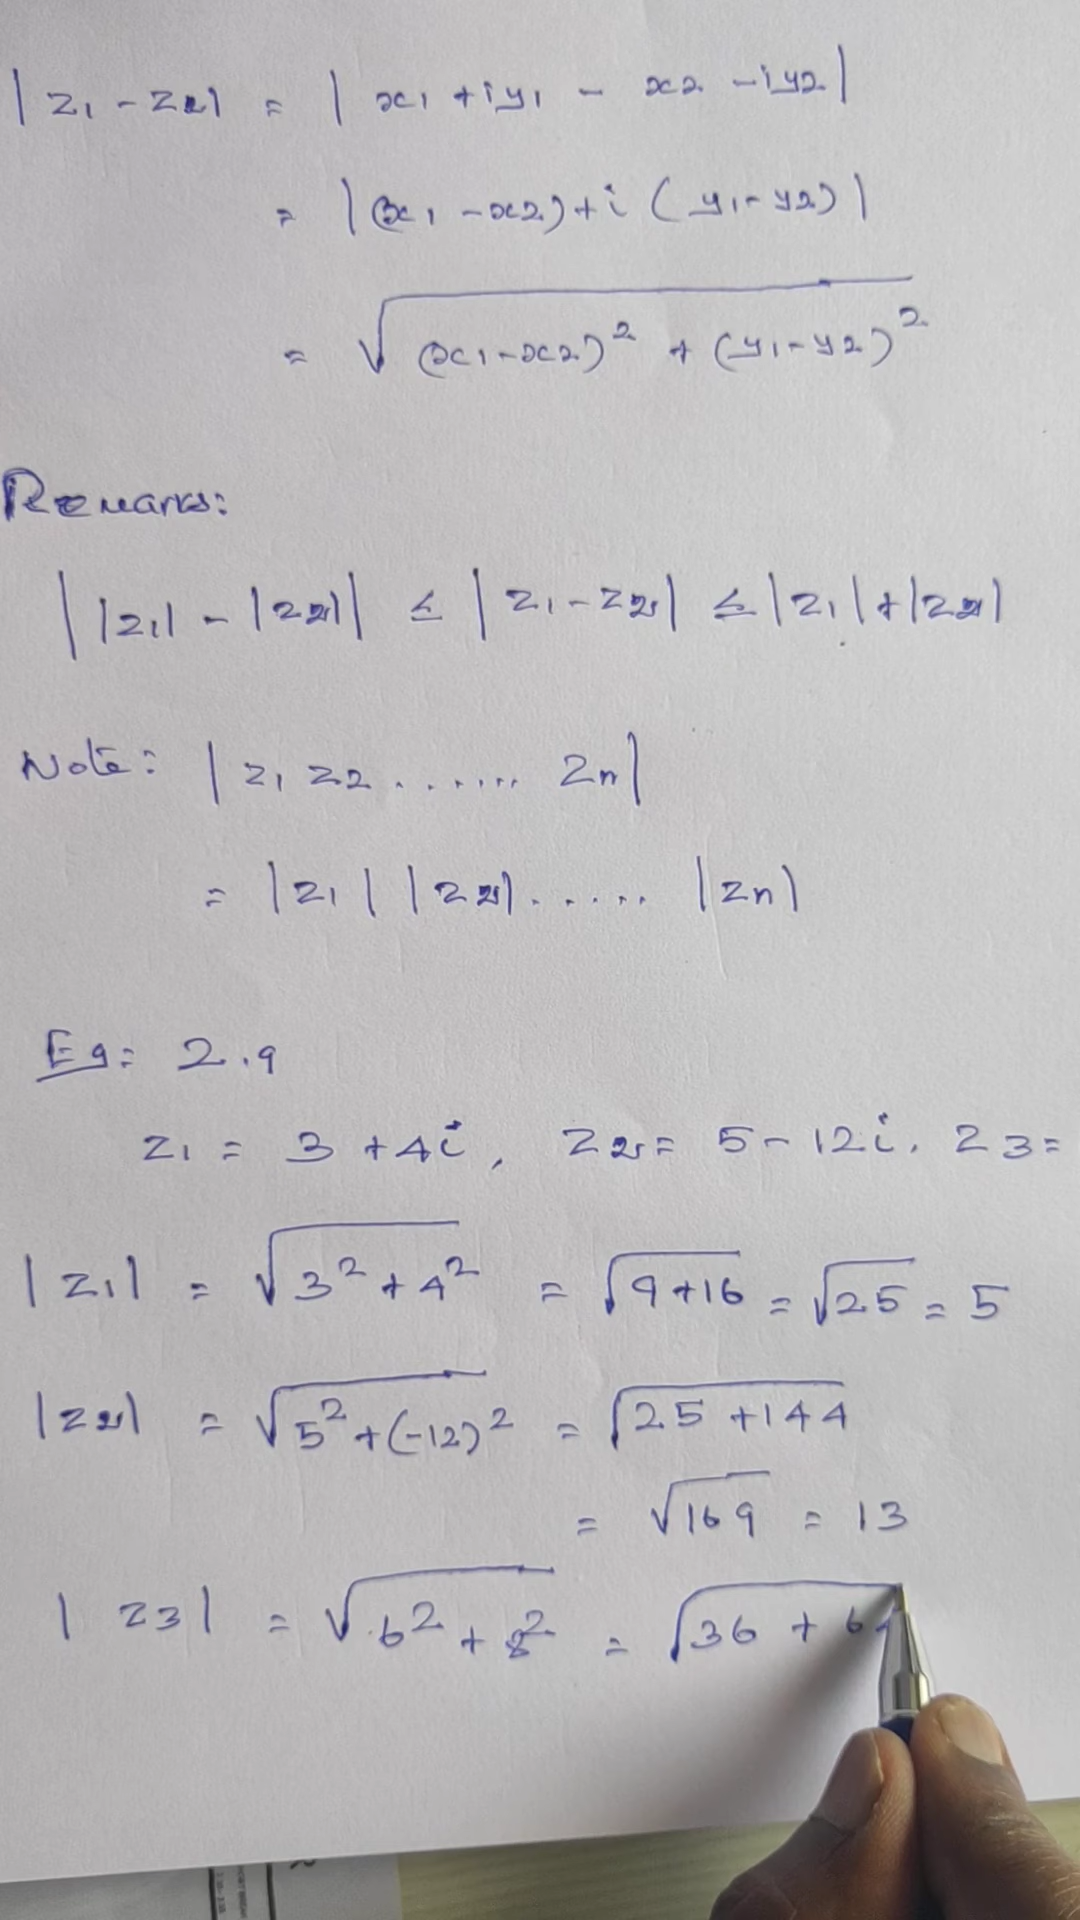 |z1 - z2| = |x1 + iy1 - x2 - iy2|
= |(x1 - x2) + i(y1 - y2)|
= √(x1 - x2)² + (y1 - y2)²
Remarks:
||z1| - |z2|| ≤ |z1 - z2| ≤ |z1| + |z2|
Note: |z1 z2 ....... zn|
= |z1| |z2| ...... |zn|
Eg: 2.9
z1 = 3 + 4i, z2 = 5 - 12i, z3 =
|z1| = √3² + 4² = √9+16 = √25 = 5
|z2| = √5² + (-12)² = √25 + 144
= √169 = 13
|z3| = √6² + 8² = √36 + 6